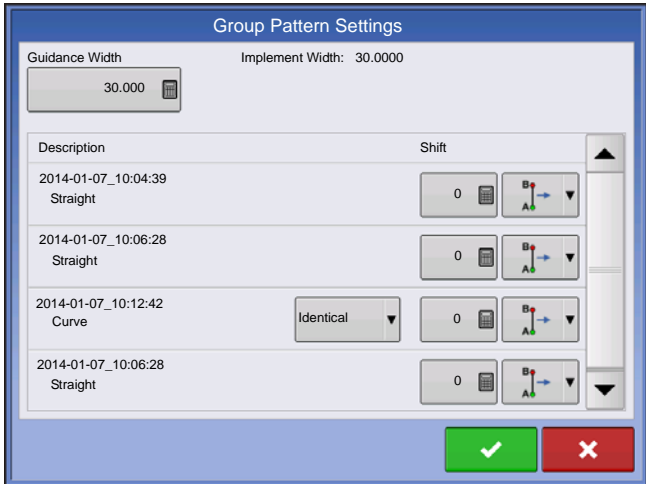 Group Pattern Settings
Guidance Width Implement Width: 30.0000
30.000
Description Shift
2014-01-07_10:04:39
Straight 0 B A
2014-01-07_10:06:28
Straight 0 B A
2014-01-07_10:12:42
Curve Identical 0 B A
2014-01-07_10:06:28
Straight 0 B A